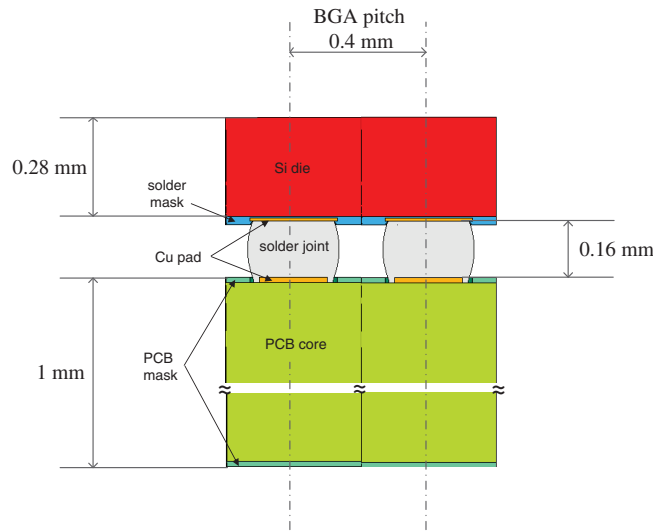 BGA pitch
0.4 mm
0.28 mm
Si die
solder
mask
Cu pad
solder joint
0.16 mm
1 mm
PCB
mask
PCB core
≈ ≈ ≈